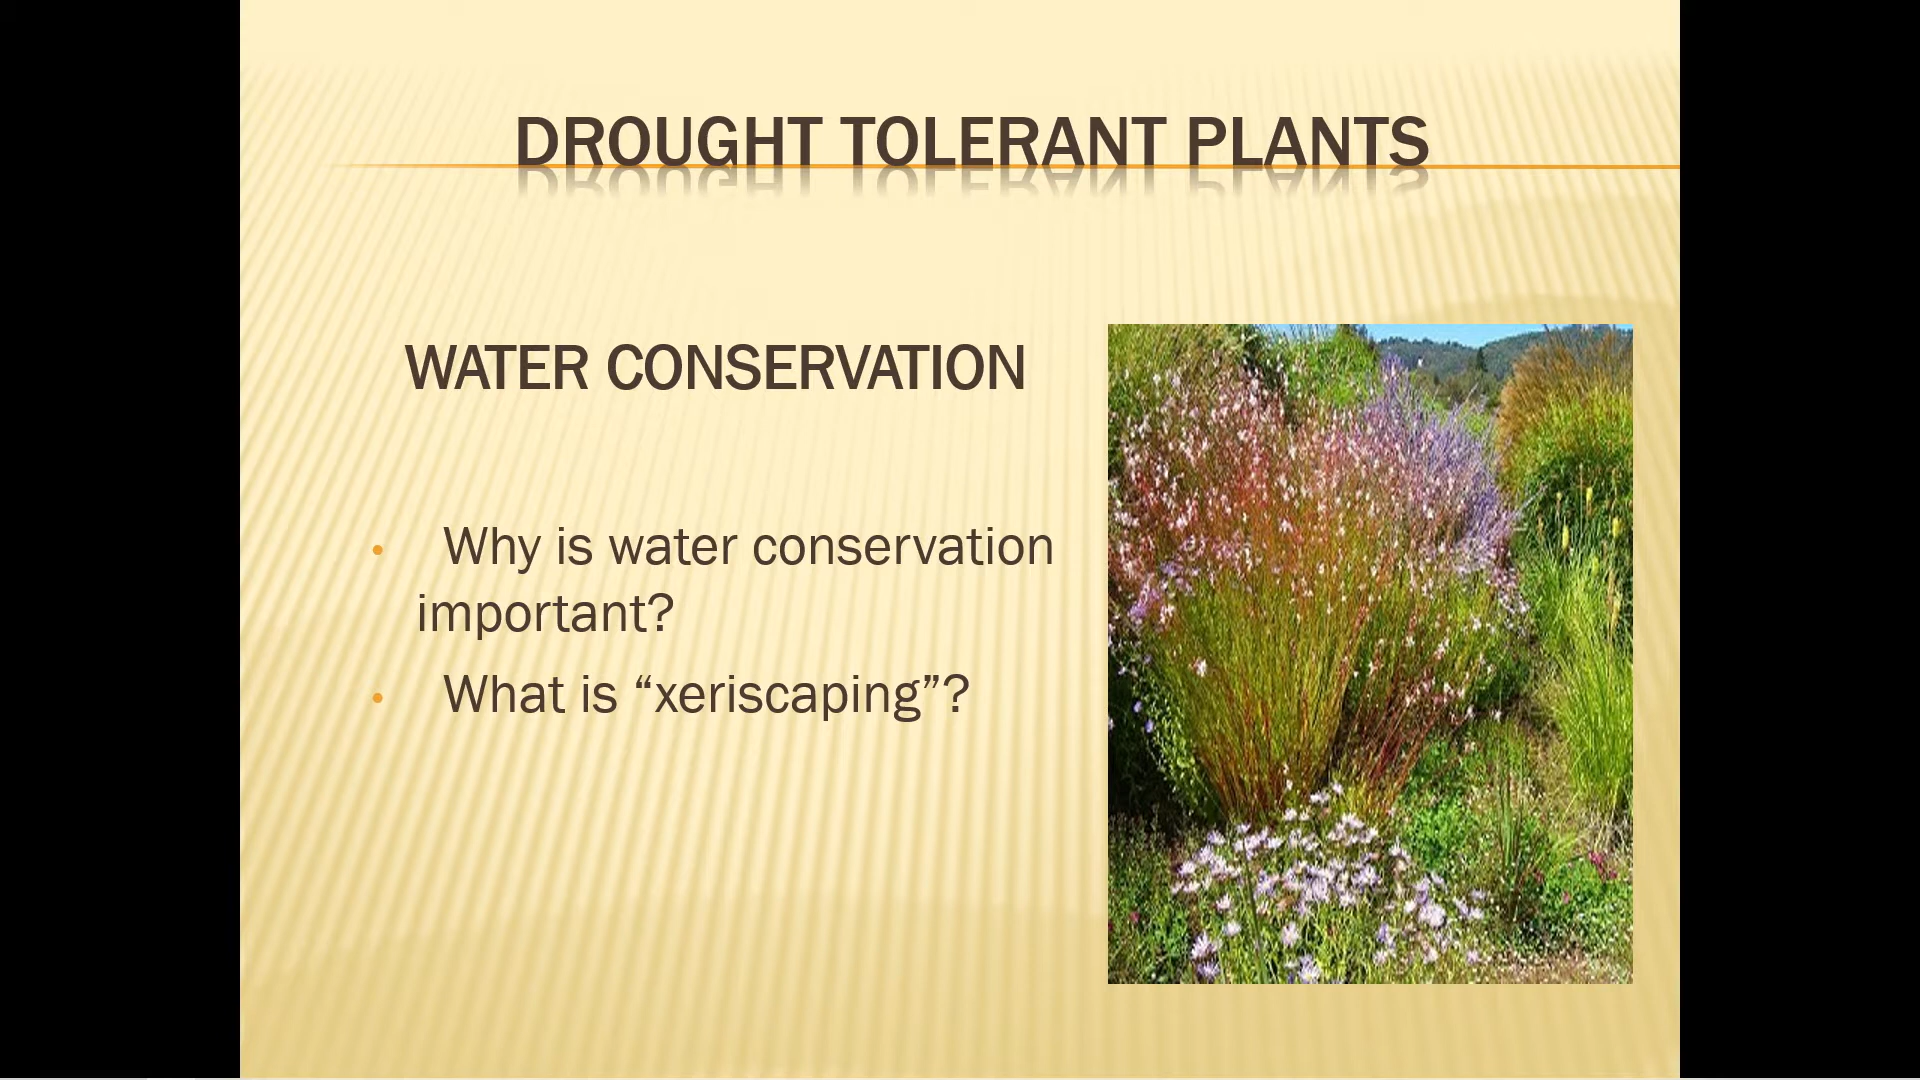 DROUGHT TOLERANT PLANTS
WATER CONSERVATION
• Why is water conservation
important?
• What is “xeriscaping”?